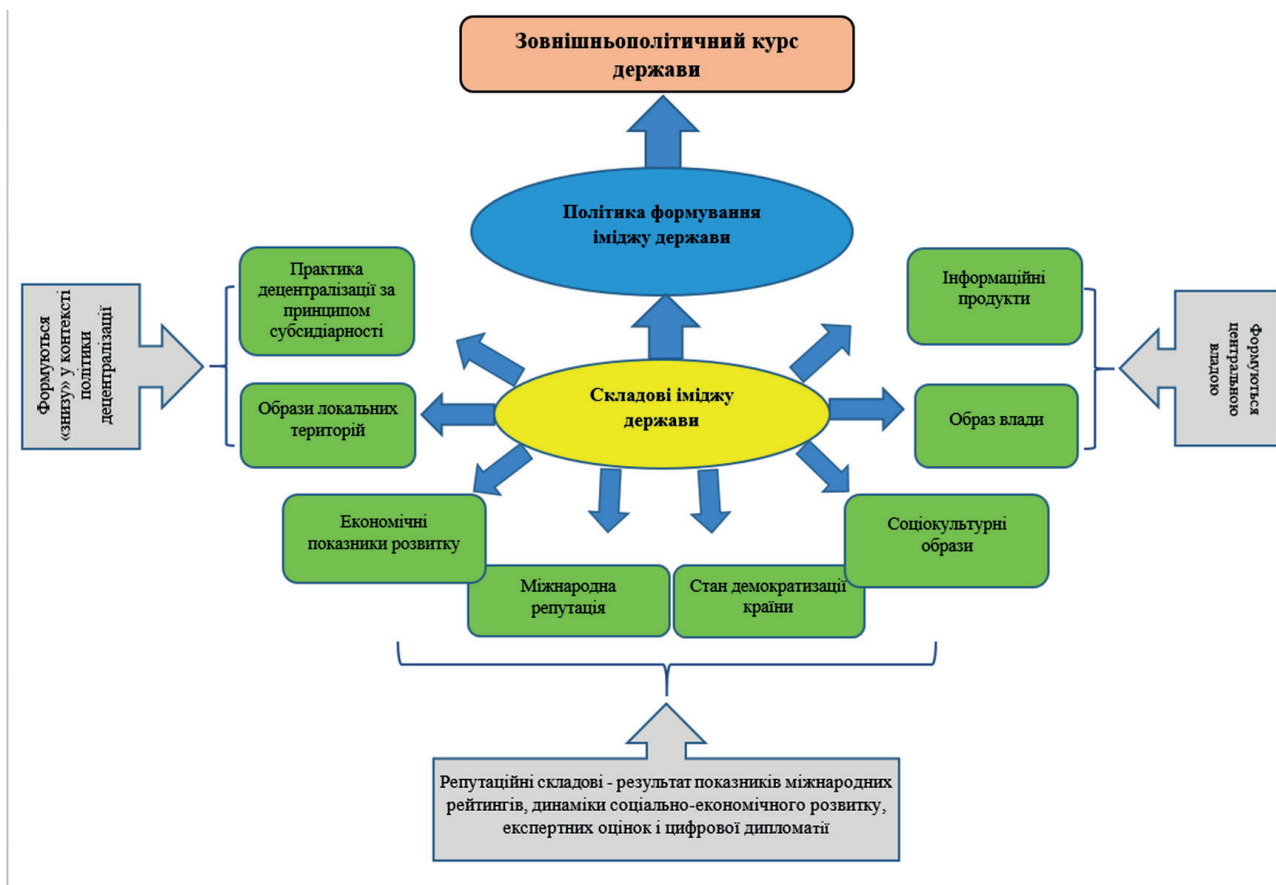 Зовнішньополітичний курс
держави
Політика формування
іміджу держави
Практика
децентралізації за
принципом
субсидіарності
Інформаційні
продукти
Формуються
«знизу» у контексті
політики
децентралізації
Формуються
центральною
владою
Складові іміджу
держави
Образи локальних
територій
Образ влади
Економічні
показники розвитку
Соціокультурні
образи
Міжнародна
репутація
Стан демократизації
країни
Репутаційні складові - результат показників міжнародних
рейтингів, динаміки соціально-економічного розвитку,
експертних оцінок і цифрової дипломатії